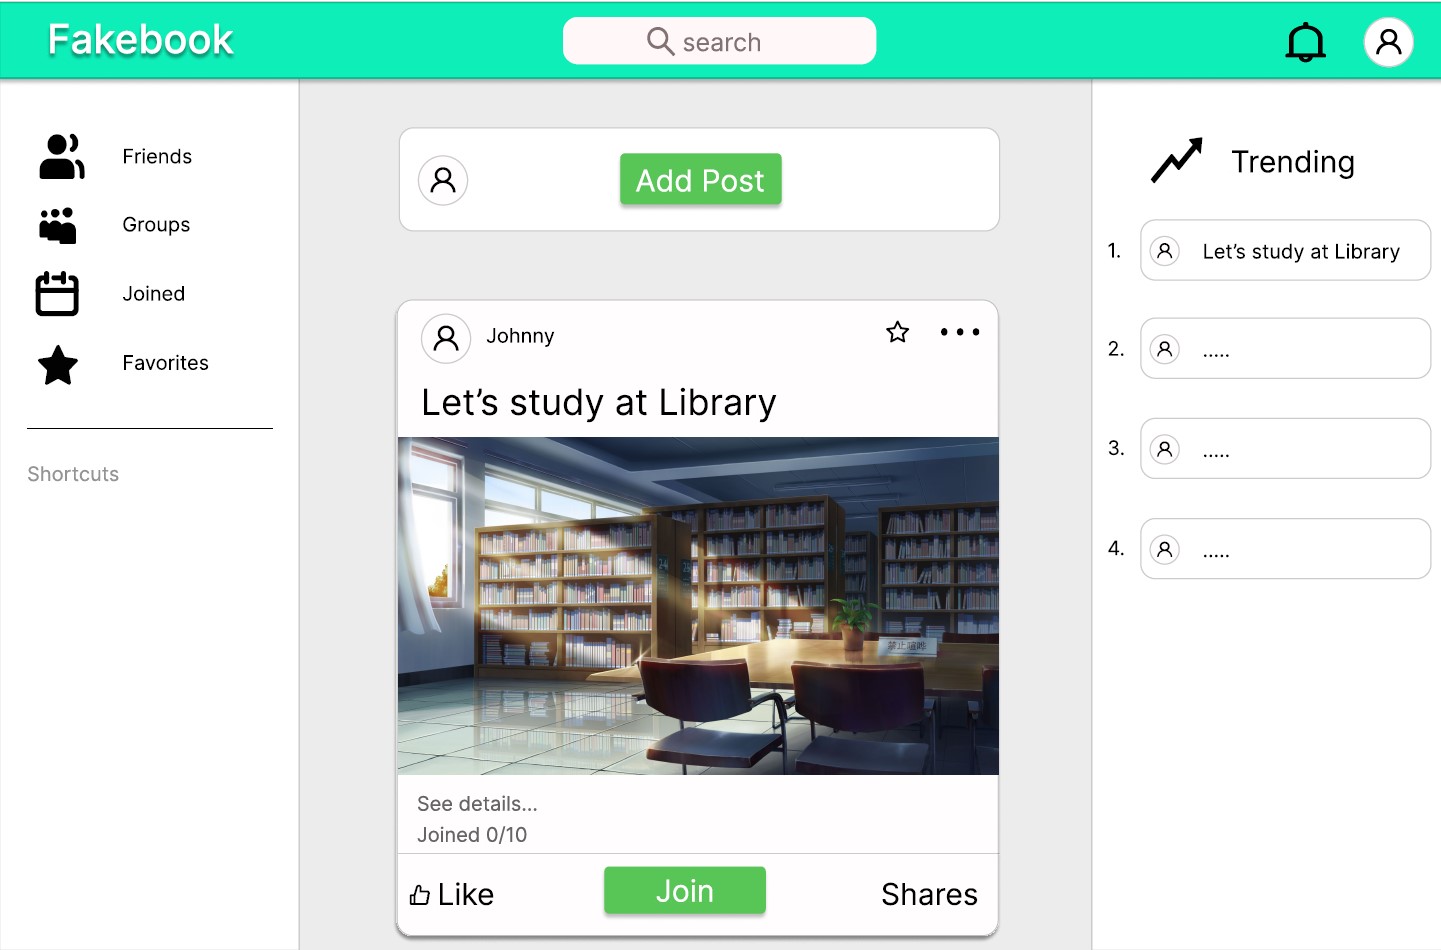 Fakebook
search
Friends
Groups
Joined
Favorites
Shortcuts
Add Post
Johnny
Let's study at Library
24
禁止喧哗
See details...
Joined 0/10
Like
Join
Shares
Trending
1. Let's study at Library
2. .....
3. .....
4. .....